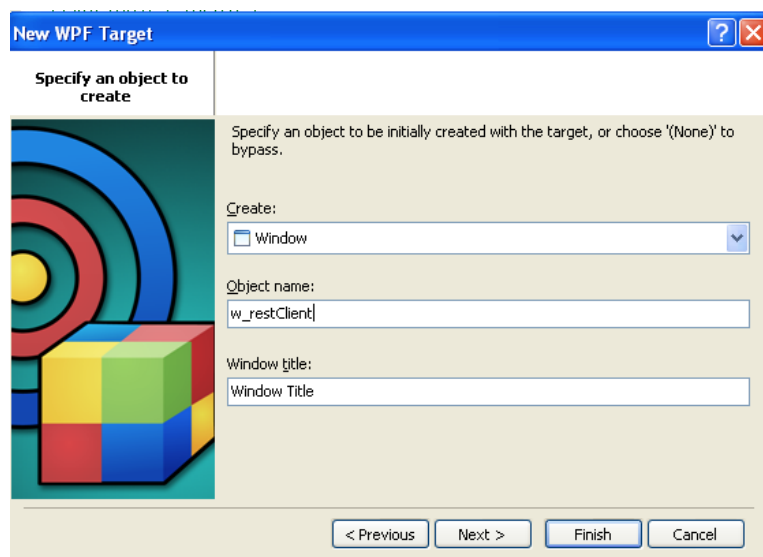 New WPF Target
Specify an object to
create
Specify an object to be initially created with the target, or choose '(None)' to
bypass.
Create:
Window
Object name:
w_restClient
Window title:
Window Title
< Previous
Next >
Finish
Cancel